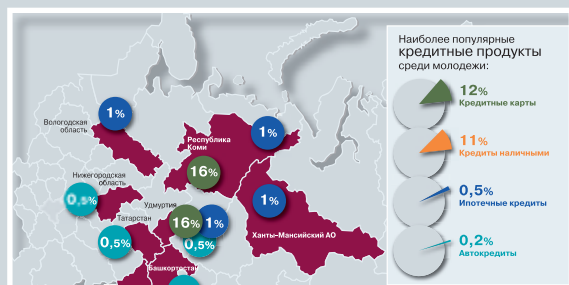 Наиболее популярные
кредитные продукты
среди молодежи:
12%
Кредитные карты
11%
Кредиты наличными
0,5%
Ипотечные кредиты
0,2%
Автокредиты
1%
Вологодская
область
Республика
Коми
1%
16%
Нижегородская
область
0,5%
Удмуртия
16%
1%
1%
Татарстан
0,5%
0,5%
Ханты–Мансийский АО
Башкортостан